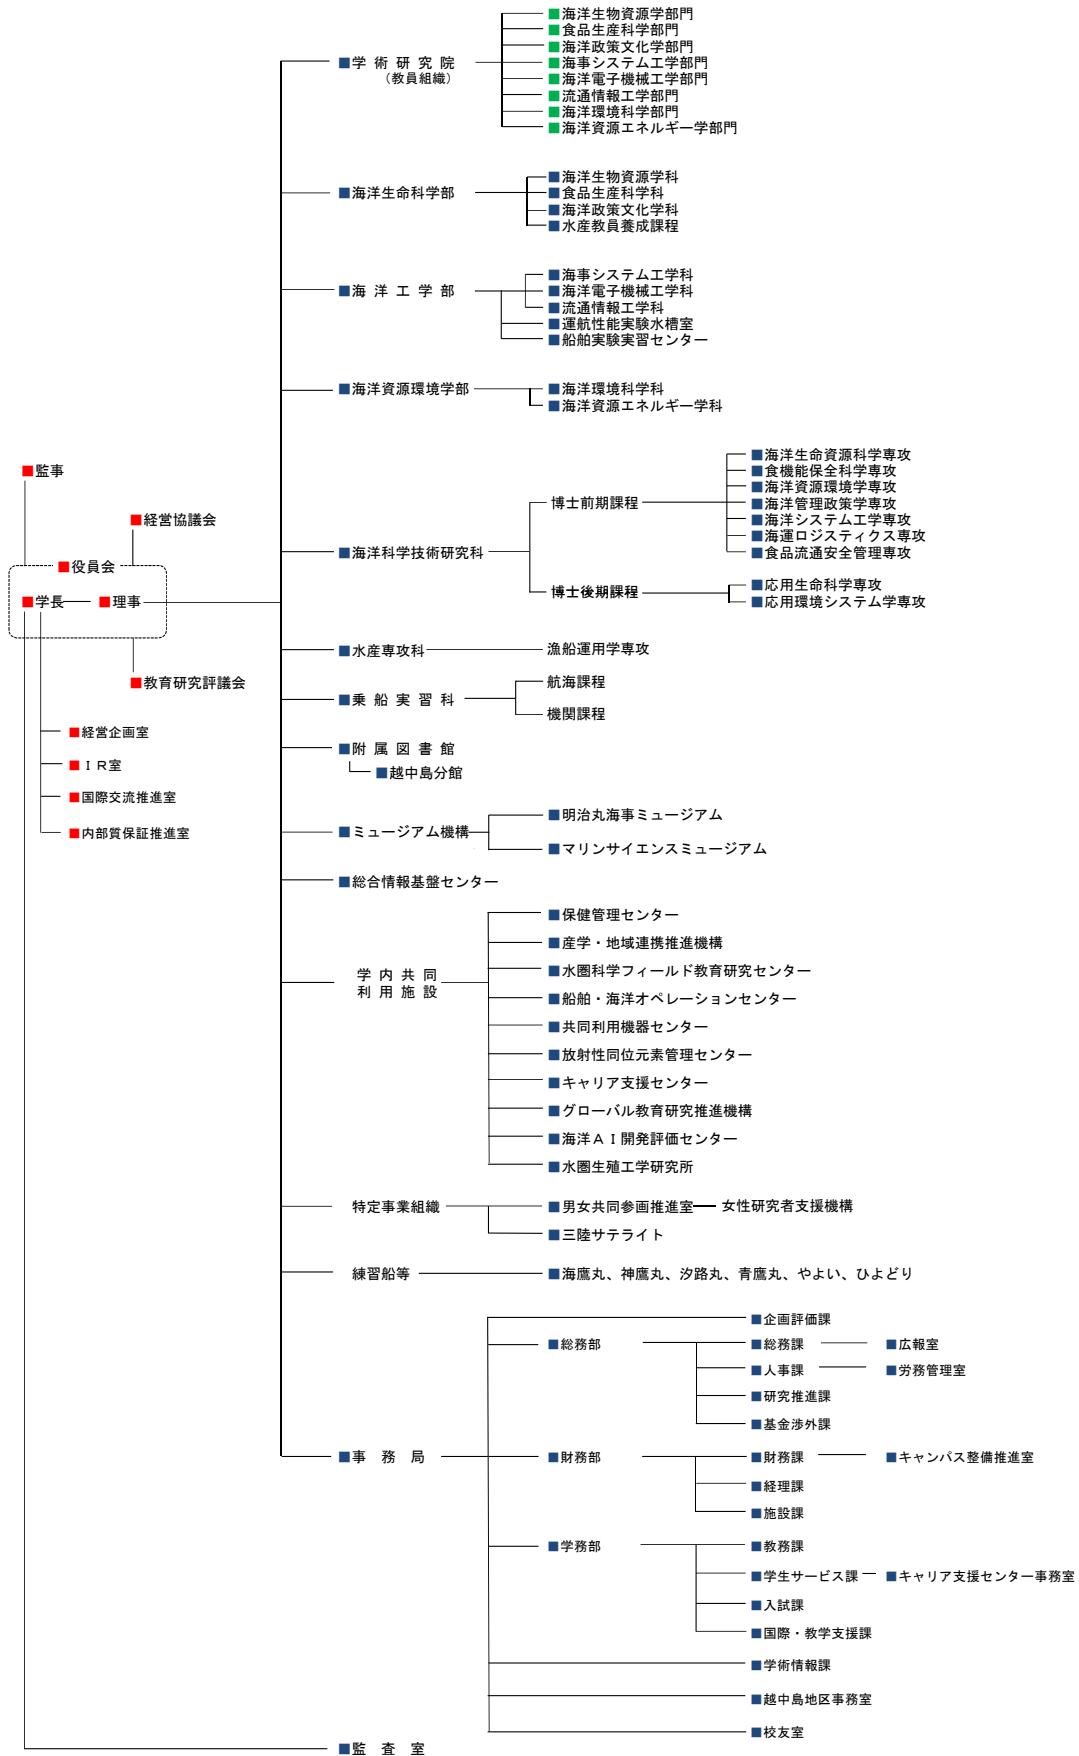 ■海洋生物資源学部門
■食品生産科学部門
■海洋政策文化学部門
■学術研究院
（教員組織）
■海事システム工学部門
■海洋電子機械工学部門
■流通情報工学部門
■海洋環境科学部門
■海洋資源エネルギー学部門
■海洋生命科学部
■海洋生物資源学科
■食品生産科学科
■海洋政策文化学科
■水産教員養成課程
■海洋工学部
■海事システム工学科
■海洋電子機械工学科
■流通情報工学科
■運航性能実験水槽室
■船舶実験実習センター
■海洋資源環境学部
■海洋環境科学科
■海洋資源エネルギー学科
■監事
■経営協議会
■役員会
■学長
■理事
■教育研究評議会
■経営企画室
■ＩＲ室
■国際交流推進室
■内部質保証推進室
■海洋科学技術研究科
博士前期課程
■海洋生命資源科学専攻
■食機能保全科学専攻
■海洋資源環境学専攻
■海洋管理政策学専攻
■海洋システム工学専攻
■海運ロジスティクス専攻
■食品流通安全管理専攻
博士後期課程
■応用生命科学専攻
■応用環境システム学専攻
■水産専攻科
漁船運用学専攻
■乗船実習科
航海課程
機関課程
■附属図書館
■越中島分館
■ミュージアム機構
■明治丸海事ミュージアム
■マリンサイエンスミュージアム
■総合情報基盤センター
学内共同
利用施設
■保健管理センター
■産学・地域連携推進機構
■水圏科学フィールド教育研究センター
■船舶・海洋オペレーションセンター
■共同利用機器センター
■放射性同位元素管理センター
■キャリア支援センター
■グローバル教育研究推進機構
■海洋ＡＩ開発評価センター
■水圏生殖工学研究所
特定事業組織
■男女共同参画推進室
女性研究者支援機構
■三陸サテライト
練習船等
■海鷹丸、神鷹丸、汐路丸、青鷹丸、やよい、ひよどり
■事務局
■企画評価課
■総務部
■総務課
■広報室
■人事課
■労務管理室
■研究推進課
■基金渉外課
■財務部
■財務課
■キャンパス整備推進室
■経理課
■施設課
■学務部
■教務課
■学生サービス課
■キャリア支援センター事務室
■入試課
■国際・教学支援課
■学術情報課
■越中島地区事務室
■校友室
■監査室